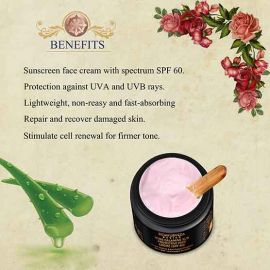 BENEFITS
Sunscreen face cream with spectrum SPF 60.
Protection against UVA and UVB rays.
Lightweight, non-reasy and fast-absorbing
Repair and recover damaged skin.
Stimulate cell renewal for firmer tone.